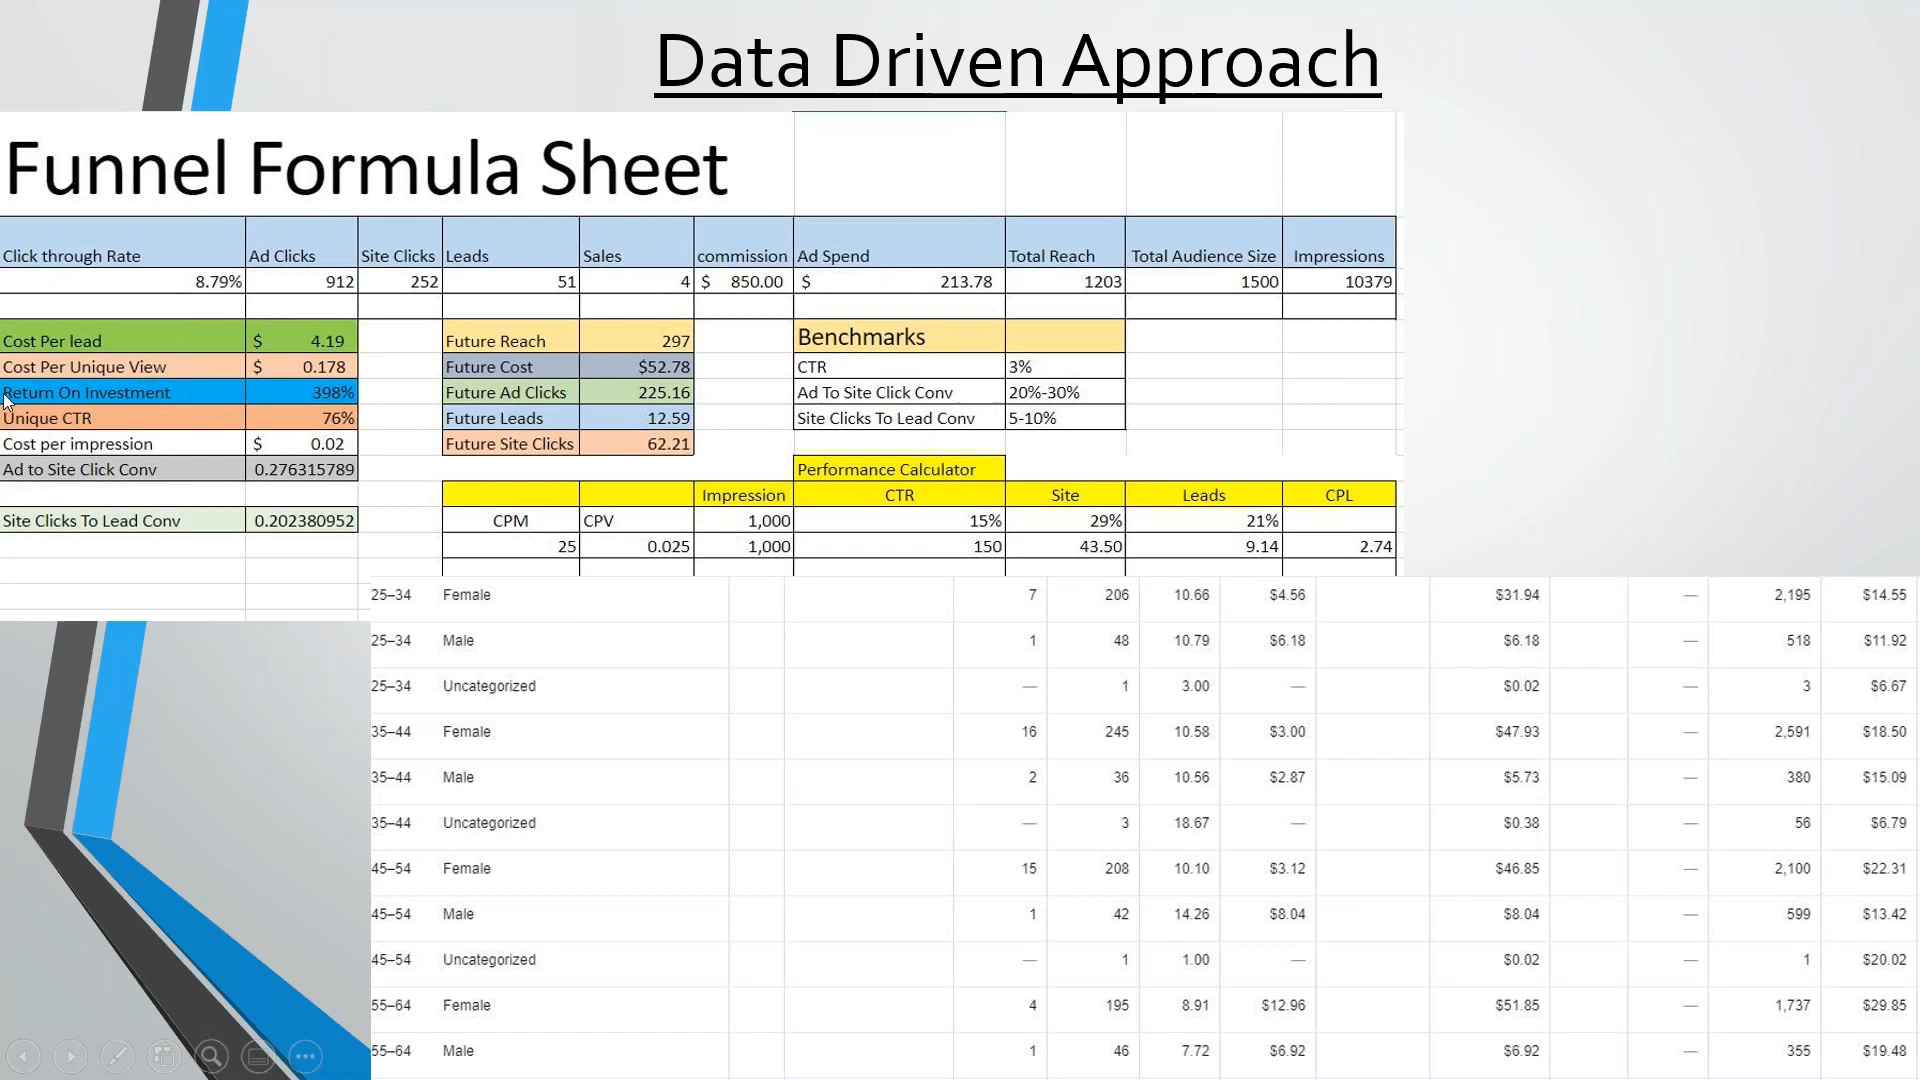 Data Driven Approach
Funnel Formula Sheet
Click through Rate Ad Clicks Site Clicks Leads Sales commission Ad Spend Total Reach Total Audience Size Impressions
8.79% 912 252 51 4 $ 850.00 $ 213.78 1203 1500 10379
Cost Per lead $ 4.19 Future Reach 297 Benchmarks
Cost Per Unique View $ 0.178 Future Cost $52.78 CTR 3%
Return On Investment 398% Future Ad Clicks 225.16 Ad To Site Click Conv 20%-30%
Unique CTR 76% Future Leads 12.59 Site Clicks To Lead Conv 5-10%
Cost per impression $ 0.02 Future Site Clicks 62.21
Ad to Site Click Conv 0.276315789 Performance Calculator
Impression CTR Site Leads CPL
Site Clicks To Lead Conv 0.202380952 CPM CPV 1,000 15% 29% 21%
25 0.025 1,000 150 43.50 9.14 2.74
25–34 Female 7 206 10.66 $4.56 $31.94 — 2,195 $14.55
25–34 Male 1 48 10.79 $6.18 $6.18 — 518 $11.92
25–34 Uncategorized — 1 3.00 — $0.02 — 3 $6.67
35–44 Female 16 245 10.58 $3.00 $47.93 — 2,591 $18.50
35–44 Male 2 36 10.56 $2.87 $5.73 — 380 $15.09
35–44 Uncategorized — 3 18.67 — $0.38 — 56 $6.79
45–54 Female 15 208 10.10 $3.12 $46.85 — 2,100 $22.31
45–54 Male 1 42 14.26 $8.04 $8.04 — 599 $13.42
45–54 Uncategorized — 1 1.00 — $0.02 — 1 $20.02
55–64 Female 4 195 8.91 $12.96 $51.85 — 1,737 $29.85
55–64 Male 1 46 7.72 $6.92 $6.92 — 355 $19.48